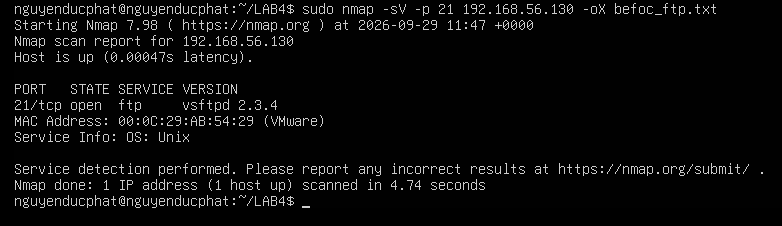 nguyenducphat@nguyenducphat:~/LAB4$ sudo nmap -sV -p 21 192.168.56.130 -oX befoc_ftp.txt
Starting Nmap 7.98 ( https://nmap.org ) at 2026-09-29 11:47 +0000
Nmap scan report for 192.168.56.130
Host is up (0.00047s latency).

PORT   STATE SERVICE VERSION
21/tcp open  ftp     vsftpd 2.3.4
MAC Address: 00:0C:29:AB:54:29 (VMware)
Service Info: OS: Unix

Service detection performed. Please report any incorrect results at https://nmap.org/submit/ .
Nmap done: 1 IP address (1 host up) scanned in 4.74 seconds
nguyenducphat@nguyenducphat:~/LAB4$ _